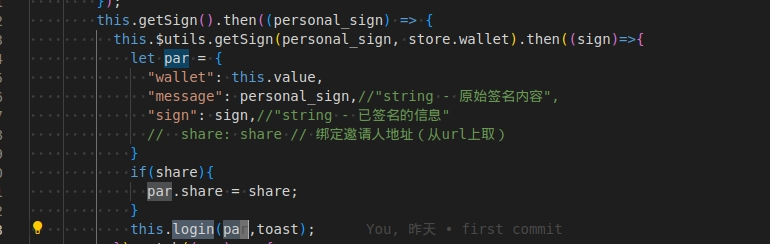 });
this.getSign().then((personal_sign) => {
this.$utils.getSign(personal_sign, store.wallet).then((sign)=>{
let par = {
"wallet": this.value,
"message": personal_sign,//"string - 原始签名内容",
"sign": sign,//"string - 已签名的信息"
// share: share // 绑定邀请人地址（从url上取）
}
if(share){
par.share = share;
}
this.login(par,toast); You, 昨天 • first commit